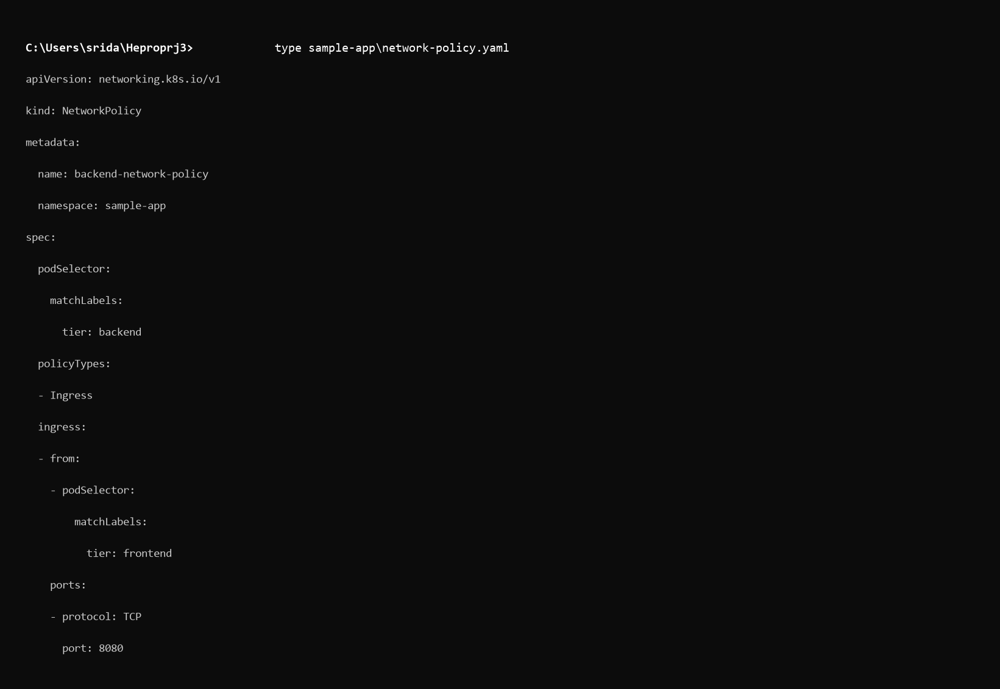 C:\Users\srida\Heproprj3> type sample-app\network-policy.yaml
apiVersion: networking.k8s.io/v1
kind: NetworkPolicy
metadata:
  name: backend-network-policy
  namespace: sample-app
spec:
  podSelector:
    matchLabels:
      tier: backend
  policyTypes:
  - Ingress
  ingress:
  - from:
    - podSelector:
        matchLabels:
          tier: frontend
    ports:
    - protocol: TCP
      port: 8080